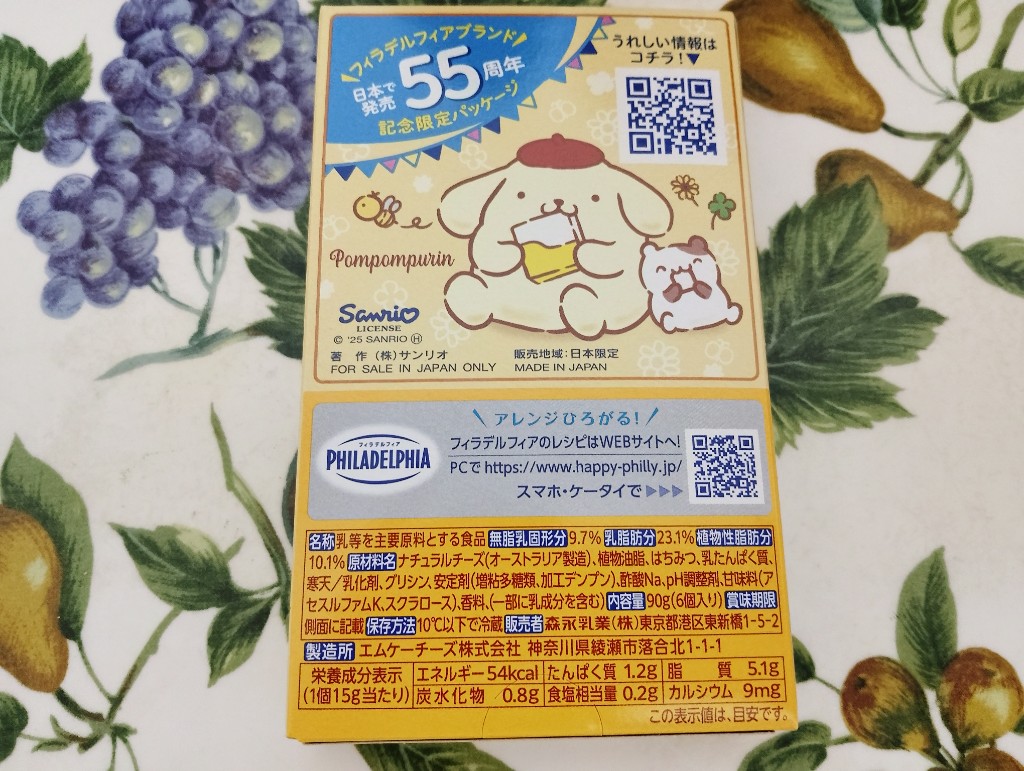 フィラデルフィアブランド
日本で
発売
55周年
記念限定パッケージ
うれしい情報は
コチラ!▼
Pompompurin
Sanrio
LICENSE
© '25 SANRIO Ⓗ
著 作 (株)サンリオ 販売地域:日本限定
FOR SALE IN JAPAN ONLY MADE IN JAPAN
アレンジひろがる!
フィラデルフィア
PHILADELPHIA
フィラデルフィアのレシピはWEBサイトへ!
PCで https://www.happy-philly.jp/
スマホ・ケータイで ▶▶▶
名称 乳等を主要原料とする食品 無脂乳固形分 9.7% 乳脂肪分 23.1% 植物性脂肪分
10.1% 原材料名 ナチュラルチーズ(オーストラリア製造)、植物油脂、はちみつ、乳たんぱく質、
寒天/乳化剤、グリシン、安定剤(増粘多糖類、加工デンプン)、酢酸Na、pH調整剤、甘味料(ア
セスルファムK、スクラロース)、香料、(一部に乳成分を含む) 内容量 90g(6個入り) 賞味期限
側面に記載 保存方法 10℃以下で冷蔵 販売者 森永乳業(株)東京都港区東新橋1-5-2
製造所 エムケーチーズ株式会社 神奈川県綾瀬市落合北1-1-1
栄養成分表示 エネルギー 54kcal たんぱく質 1.2g 脂 質 5.1g
(1個15g当たり) 炭水化物 0.8g 食塩相当量 0.2g カルシウム 9mg
この表示値は、目安です。